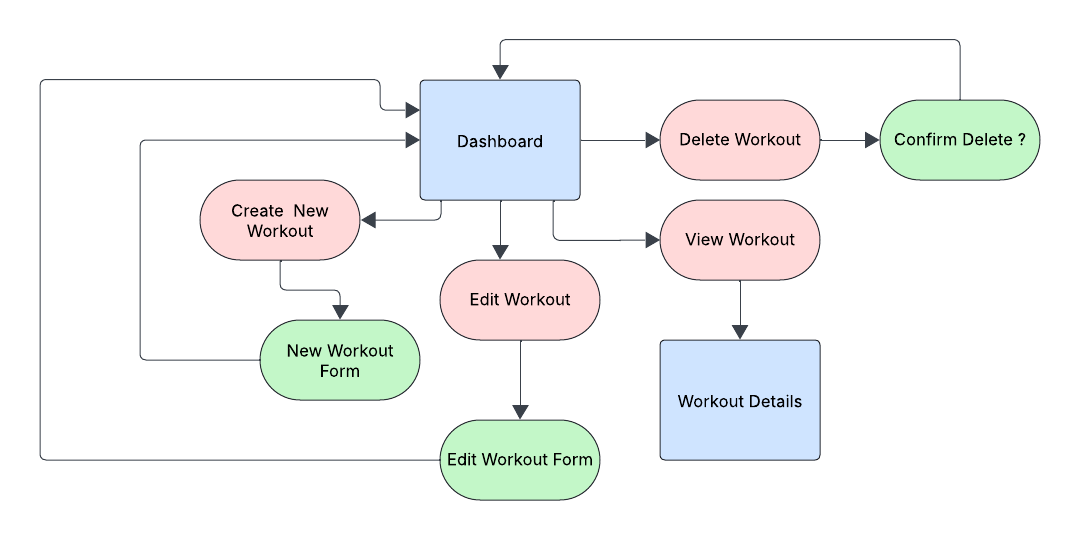 Dashboard
Delete Workout
Confirm Delete ?
Create  New
Workout
View Workout
Edit Workout
New Workout
Form
Workout Details
Edit Workout Form